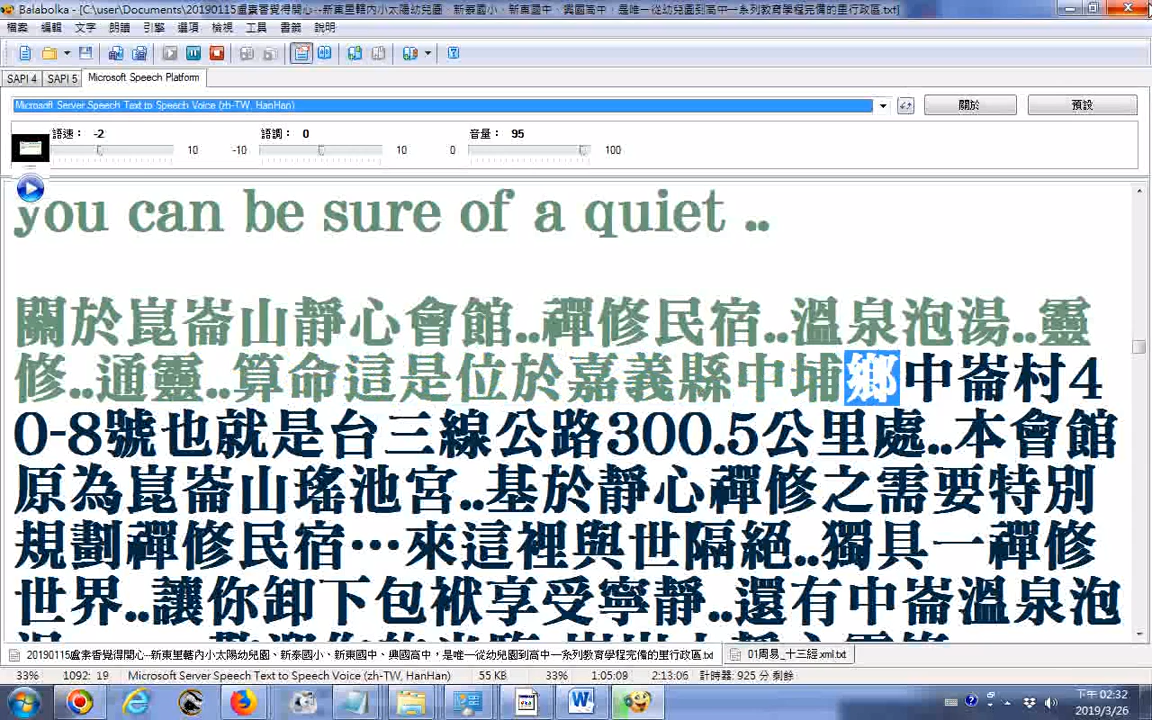 Balabolka - [C:\user\Documents\20190115盧素香覺得開心--新東里轄內小太陽幼兒園、新泰國小、新東國中、興國高中，是唯一從幼兒園到高中一系列教育學程完備的里行政區.txt]
檔案 編輯 文字 朗讀 引擎 選項 檢視 工具 書籤 說明
SAPI 4 SAPI 5 Microsoft Speech Platform
Microsoft Server Speech Text to Speech Voice (zh-TW, HanHan) 關於 預設
語速： -2 語調： 0 音量： 95
10 -10 10 0 100
you can be sure of a quiet ..
關於崑崙山靜心會館..禪修民宿..溫泉泡湯..靈
修..通靈..算命這是位於嘉義縣中埔鄉中崙村4
0-8號也就是台三線公路300.5公里處..本會館
原為崑崙山瑤池宮..基於靜心禪修之需要特別
規劃禪修民宿…來這裡與世隔絕..獨具一禪修
世界..讓你卸下包袱享受寧靜..還有中崙溫泉泡
20190115盧素香覺得開心--新東里轄內小太陽幼兒園、新泰國小、新東國中、興國高中，是唯一從幼兒園到高中一系列教育學程完備的里行政區.txt 01周易_十三經.xml.txt
33% 1092: 19 Microsoft Server Speech Text to Speech Voice (zh-TW, HanHan) 55 KB 33% 1:05:09 2:13:06 計時器: 925 分 剩餘
下午 02:32
2019/3/26